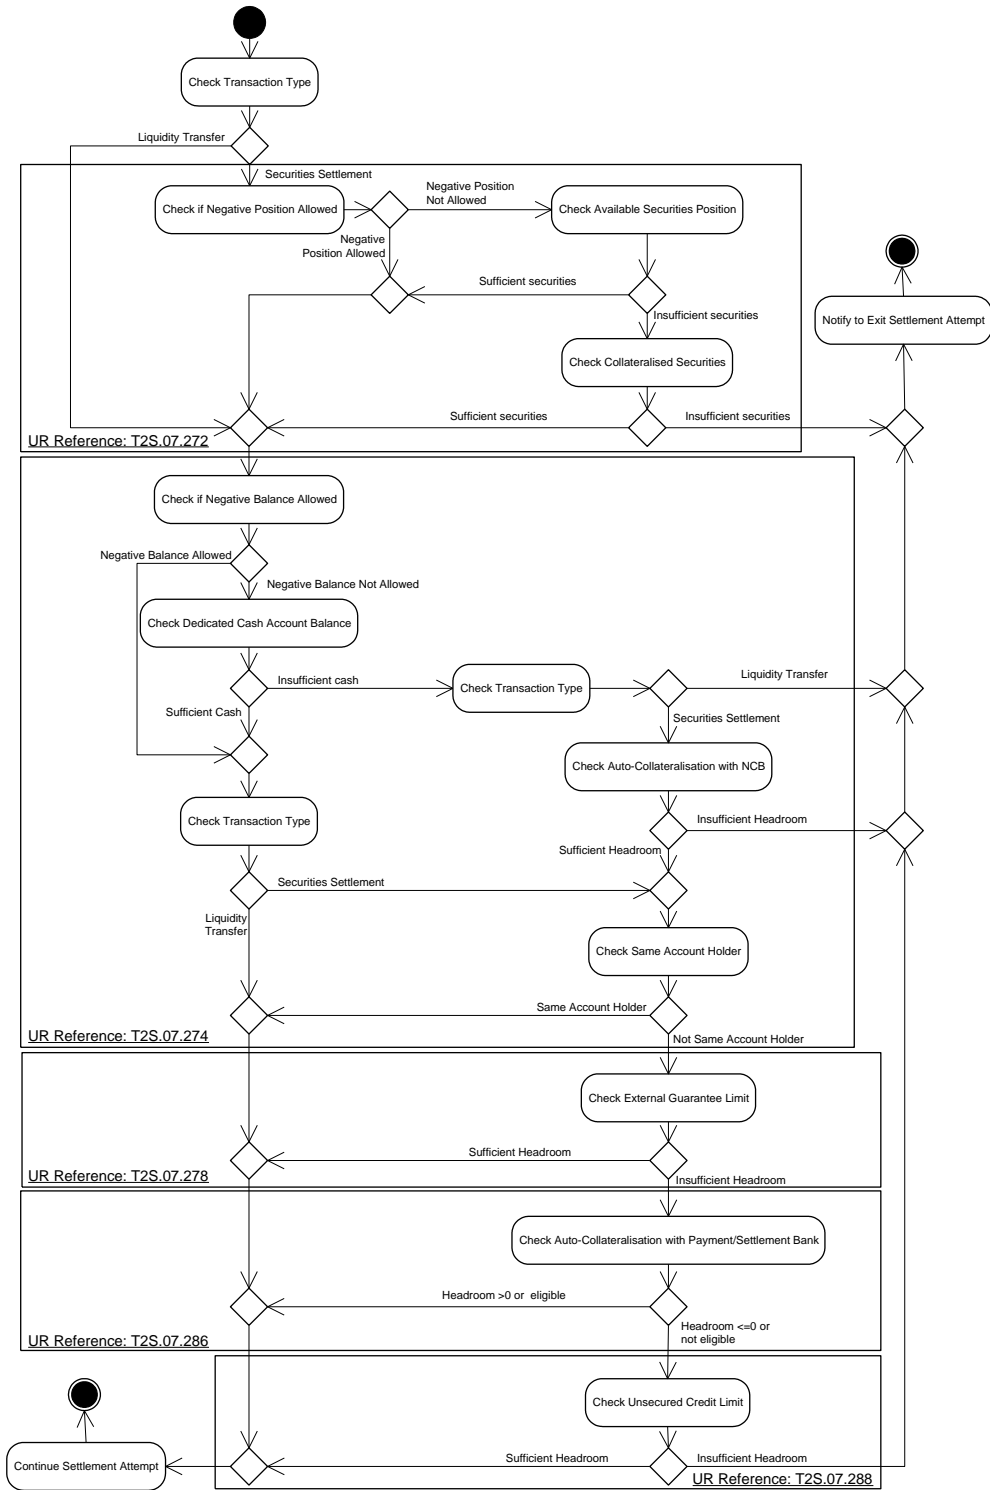 Check Transaction Type
Liquidity Transfer
Securities Settlement
Check if Negative Position Allowed
Negative Position
Not Allowed
Check Available Securities Position
Negative
Position Allowed
Sufficient securities
Insufficient securities
Notify to Exit Settlement Attempt
Check Collateralised Securities
Sufficient securities
Insufficient securities
UR Reference: T2S.07.272
Check if Negative Balance Allowed
Negative Balance Allowed
Negative Balance Not Allowed
Check Dedicated Cash Account Balance
Insufficient cash
Check Transaction Type
Liquidity Transfer
Sufficient Cash
Securities Settlement
Check Auto-Collateralisation with NCB
Check Transaction Type
Insufficient Headroom
Sufficient Headroom
Securities Settlement
Liquidity
Transfer
Check Same Account Holder
Same Account Holder
UR Reference: T2S.07.274
Not Same Account Holder
Check External Guarantee Limit
Sufficient Headroom
UR Reference: T2S.07.278
Insufficient Headroom
Check Auto-Collateralisation with Payment/Settlement Bank
Headroom >0 or eligible
Headroom <=0 or
not eligible
UR Reference: T2S.07.286
Check Unsecured Credit Limit
Continue Settlement Attempt
Sufficient Headroom
Insufficient Headroom
UR Reference: T2S.07.288